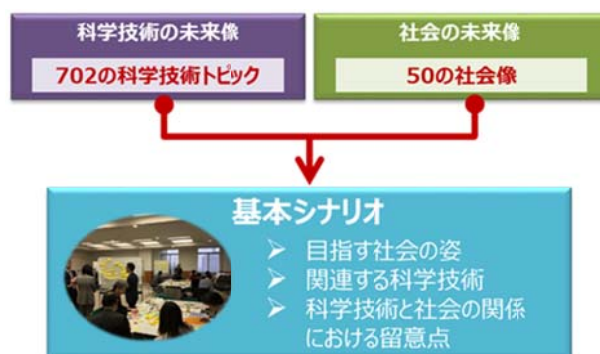 科学技術の未来像
702の科学技術トピック
社会の未来像
50の社会像
基本シナリオ
➢ 目指す社会の姿
➢ 関連する科学技術
➢ 科学技術と社会の関係
における留意点